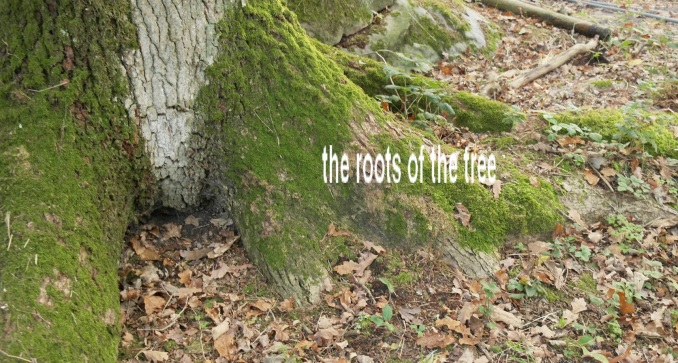 the roots of the tree